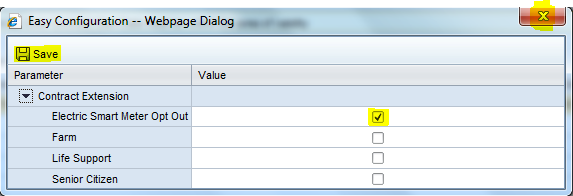 Easy Configuration -- Webpage Dialog
Save
Parameter Value
Contract Extension
Electric Smart Meter Opt Out
Farm
Life Support
Senior Citizen